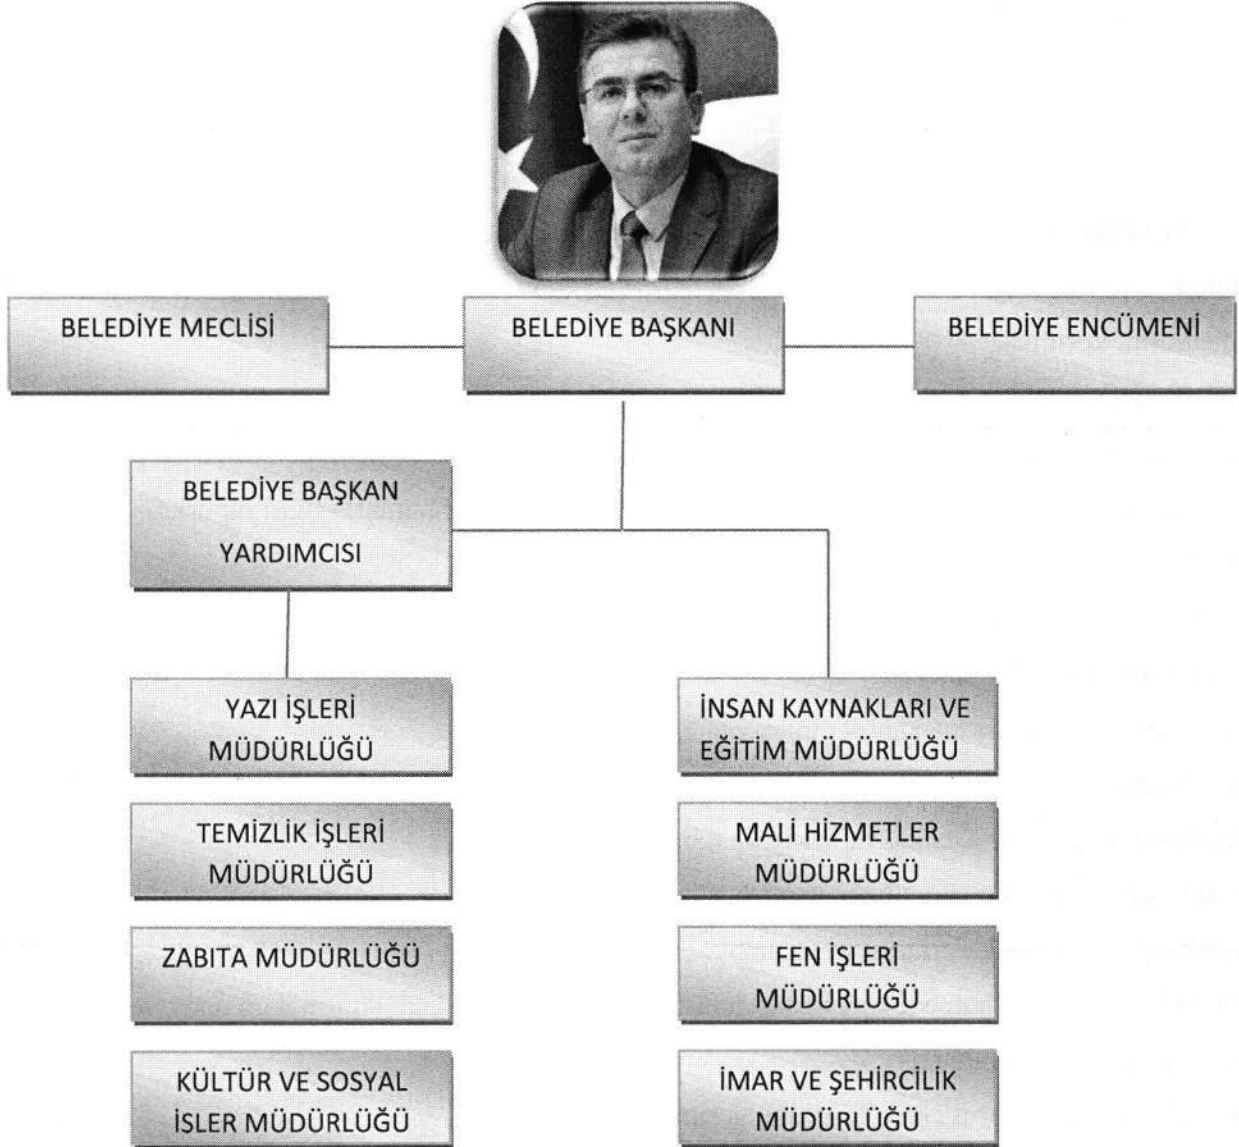 BELEDİYE MECLİSİ
BELEDİYE BAŞKANI
BELEDİYE ENCÜMENİ
BELEDİYE BAŞKAN
YARDIMCISI
YAZI İŞLERİ
MÜDÜRLÜĞÜ
İNSAN KAYNAKLARI VE
EĞİTİM MÜDÜRLÜĞÜ
TEMİZLİK İŞLERİ
MÜDÜRLÜĞÜ
MALİ HİZMETLER
MÜDÜRLÜĞÜ
ZABITA MÜDÜRLÜĞÜ
FEN İŞLERİ
MÜDÜRLÜĞÜ
KÜLTÜR VE SOSYAL
İSLER MÜDÜRLÜĞÜ
İMAR VE ŞEHİRCİLİK
MÜDÜRLÜĞÜ